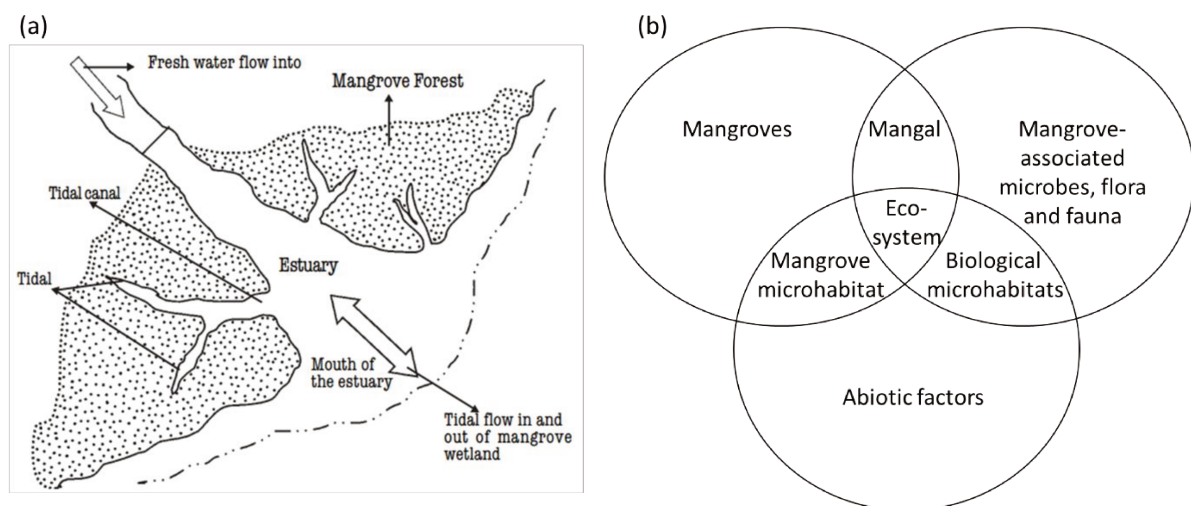 (a)
Fresh water flow into
Mangrove Forest
Tidal canal
Estuary
Tidal
Mouth of
the estuary
Tidal flow in and
out of mangrove
wetland
(b)
Mangroves
Mangal
Mangrove-
associated
microbes, flora
and fauna
Eco-
system
Mangrove
microhabitat
Biological
microhabitats
Abiotic factors